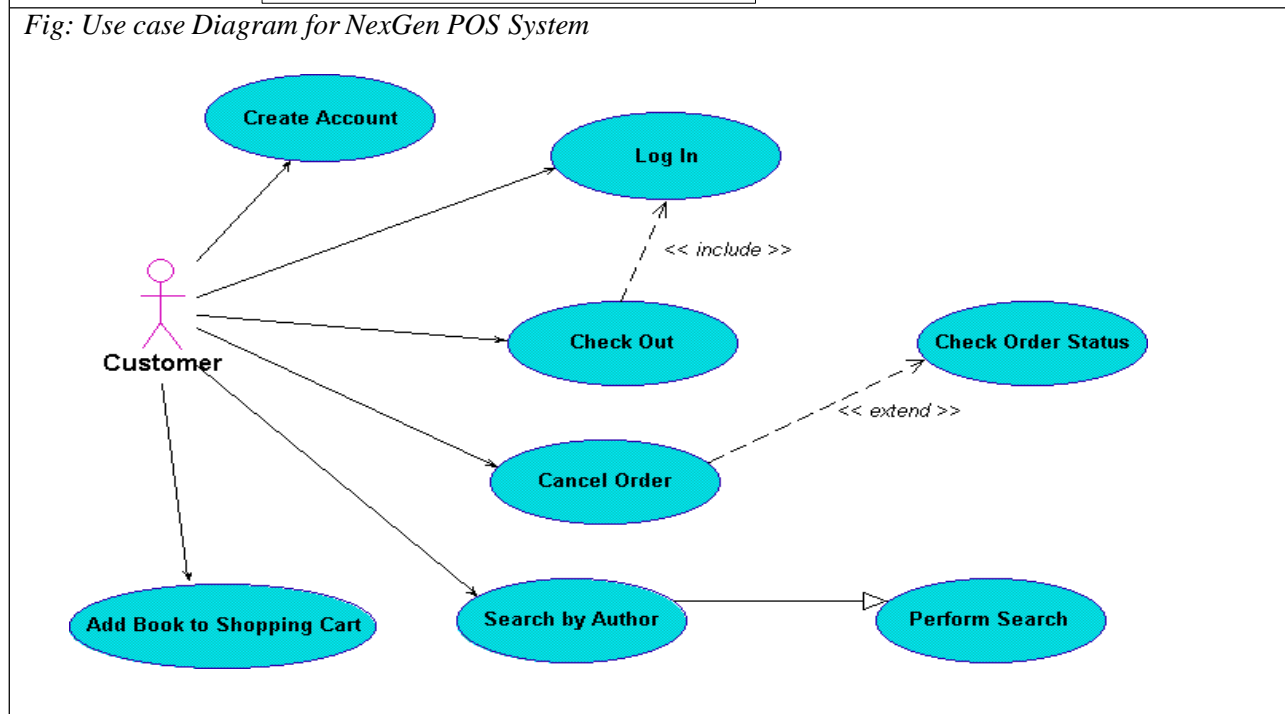 Fig: Use case Diagram for NexGen POS System
Create Account
Log In
<< include >>
Check Out
Check Order Status
Customer
<< extend >>
Cancel Order
Add Book to Shopping Cart
Search by Author
Perform Search